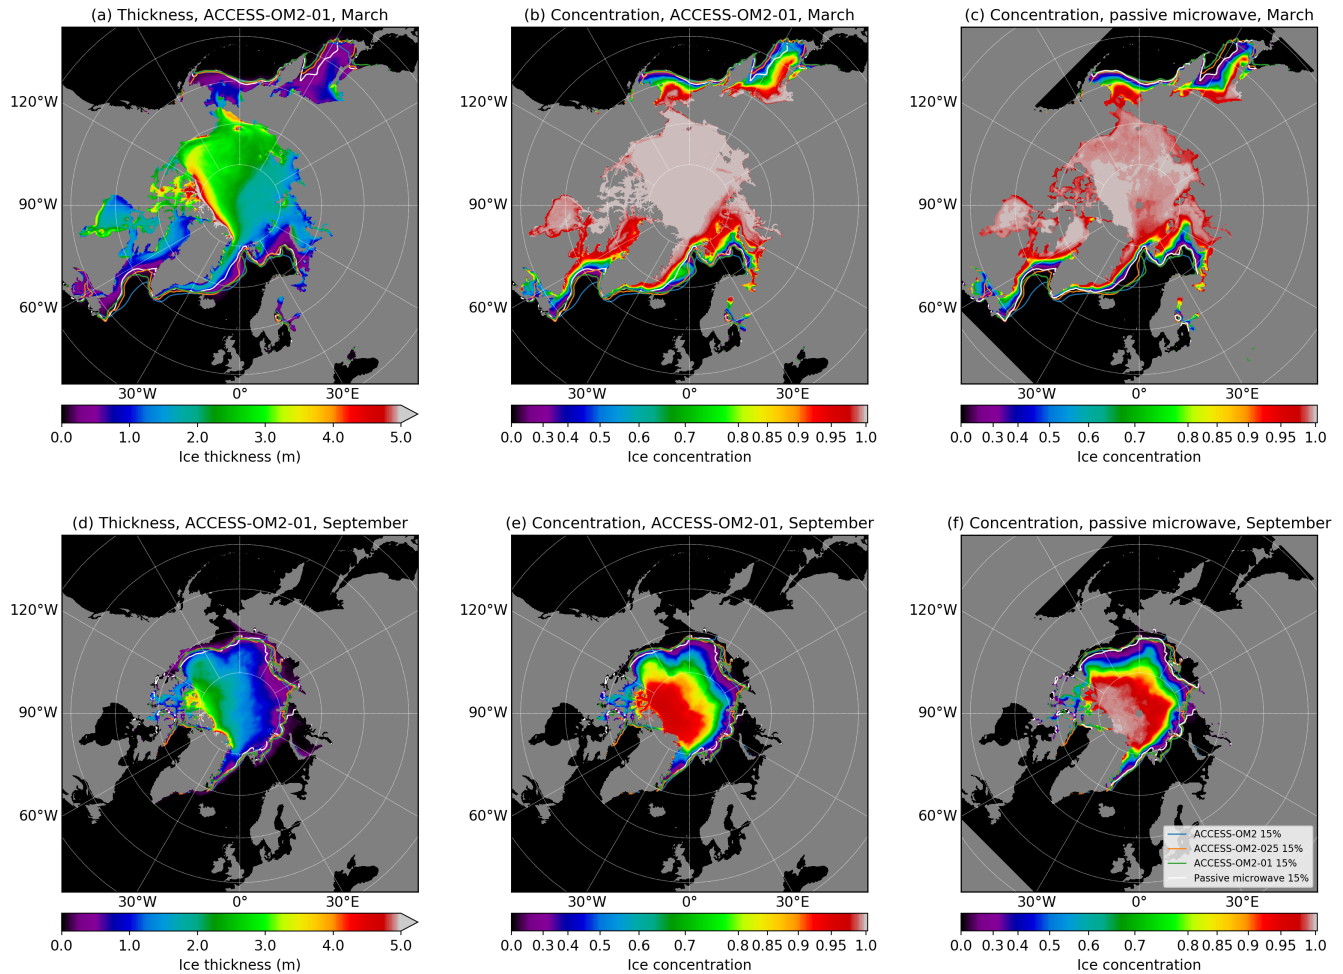 (a) Thickness, ACCESS-OM2-01, March
(b) Concentration, ACCESS-OM2-01, March
(c) Concentration, passive microwave, March
120°W
90°W
60°W
30°W 0° 30°E
30°W 0° 30°E
30°W 0° 30°E
0.0 1.0 2.0 3.0 4.0 5.0
Ice thickness (m)
120°W
90°W
60°W
0.0 0.3 0.4 0.5 0.6 0.7 0.8 0.85 0.9 0.95 1.0
Ice concentration
120°W
90°W
60°W
0.0 0.3 0.4 0.5 0.6 0.7 0.8 0.85 0.9 0.95 1.0
Ice concentration
(d) Thickness, ACCESS-OM2-01, September
(e) Concentration, ACCESS-OM2-01, September
(f) Concentration, passive microwave, September
120°W
90°W
60°W
30°W 0° 30°E
0.0 1.0 2.0 3.0 4.0 5.0
Ice thickness (m)
120°W
90°W
60°W
30°W 0° 30°E
0.0 0.3 0.4 0.5 0.6 0.7 0.8 0.85 0.9 0.95 1.0
Ice concentration
120°W
90°W
60°W
ACCESS-OM2 15%
ACCESS-OM2-025 15%
ACCESS-OM2-01 15%
Passive microwave 15%
30°W 0° 30°E
0.0 0.3 0.4 0.5 0.6 0.7 0.8 0.85 0.9 0.95 1.0
Ice concentration